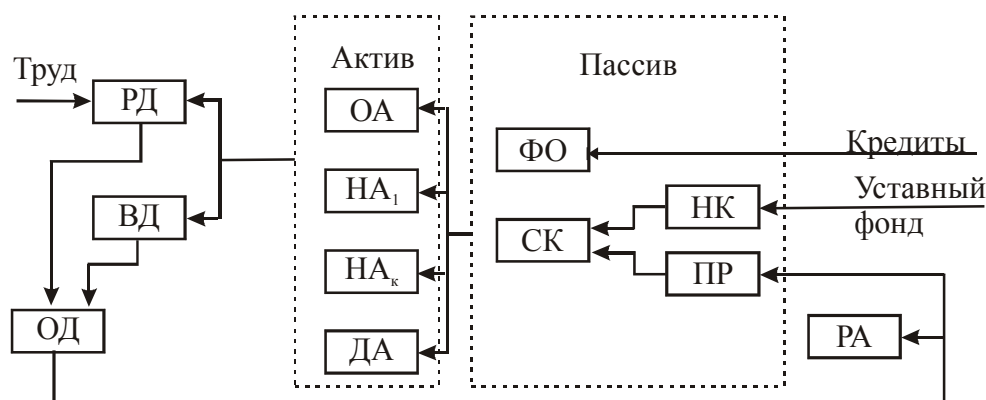 Труд
РД
ВД
ОД
Актив
ОА
НА₁
НАк
ДА
Пассив
ФО
СК
НК
ПР
Кредиты
Уставный
фонд
РА